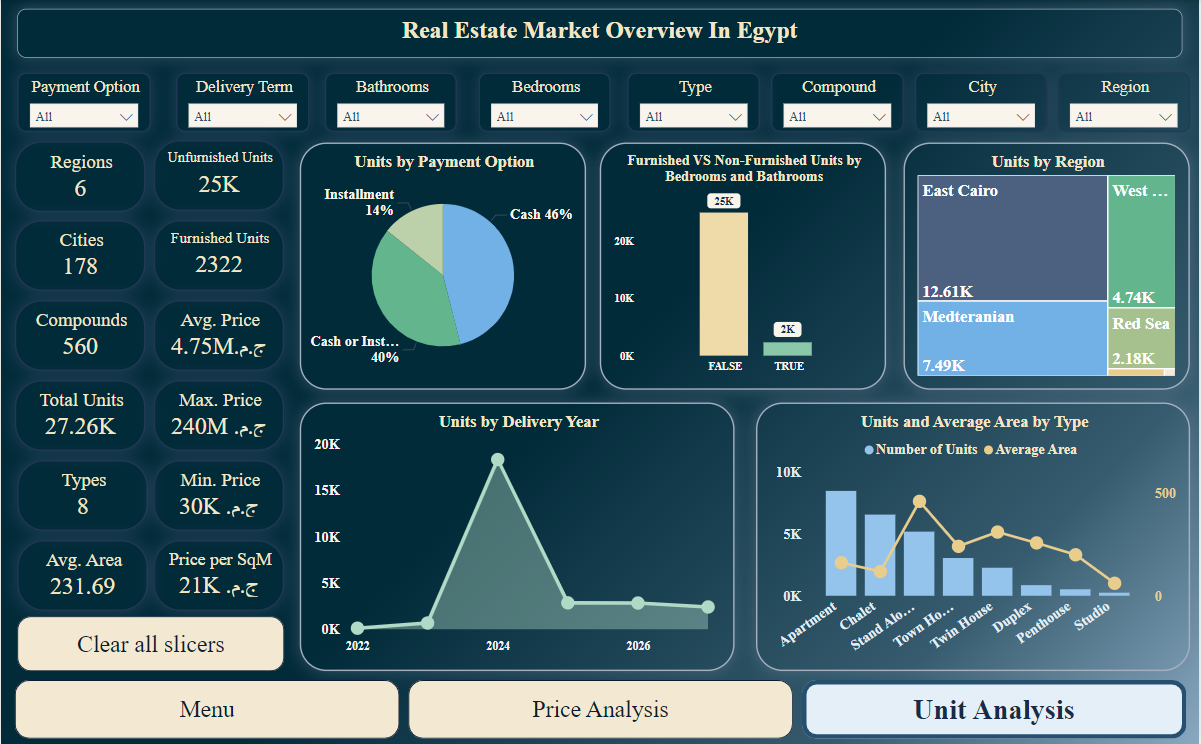 Real Estate Market Overview In Egypt
Payment Option
All
Delivery Term
All
Bathrooms
All
Bedrooms
All
Type
All
Compound
All
City
All
Region
All
Regions
6
Unfurnished Units
25K
Cities
178
Furnished Units
2322
Compounds
560
Avg. Price
4.75M ج.م.
Total Units
27.26K
Max. Price
240M ج.م.
Types
8
Min. Price
30K ج.م.
Avg. Area
231.69
Price per SqM
21K ج.م.
Clear all slicers
Units by Payment Option
Installment
14%
Cash 46%
Cash or Inst...
40%
Furnished VS Non-Furnished Units by
Bedrooms and Bathrooms
25K
20K
10K
2K
0K
FALSE
TRUE
Units by Region
East Cairo
12.61K
West ...
4.74K
Medteranian
7.49K
Red Sea
2.18K
Units by Delivery Year
20K
15K
10K
5K
0K
2022
2024
2026
Units and Average Area by Type
Number of Units
Average Area
10K
5K
0K
500
0
Apartment
Chalet
Stand Alo...
Town Ho...
Twin House
Duplex
Penthouse
Studio
Menu
Price Analysis
Unit Analysis